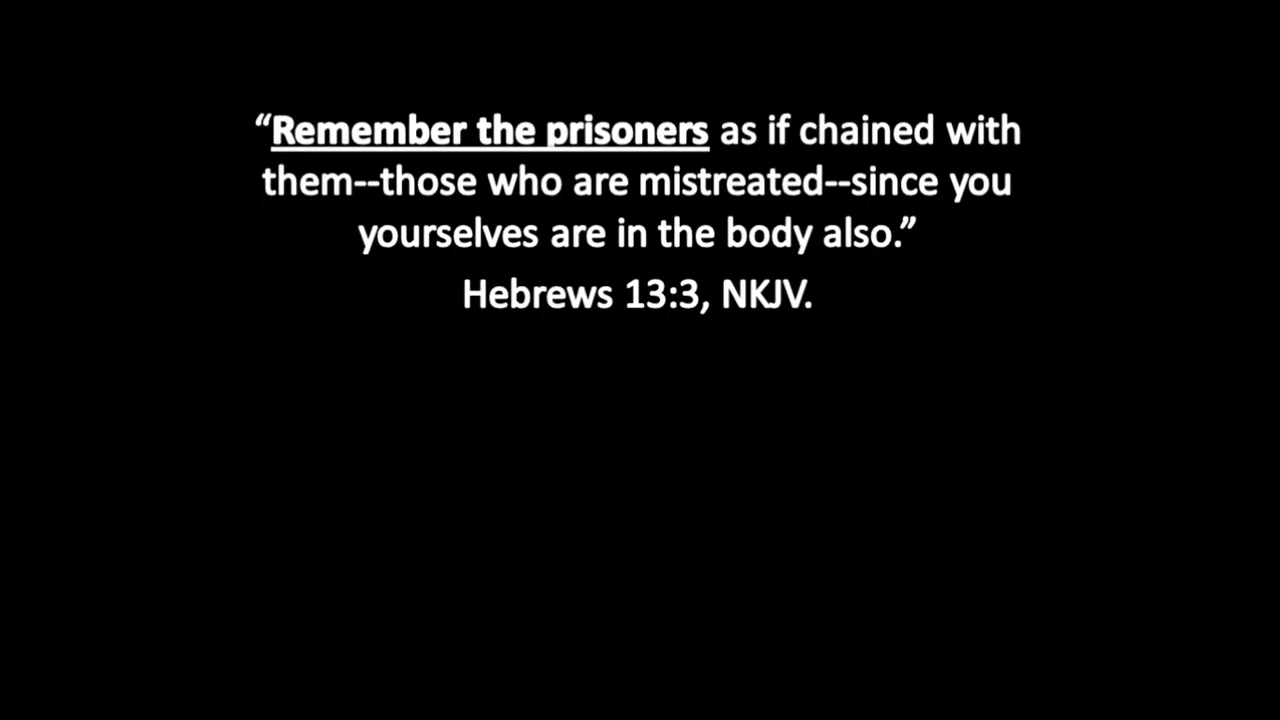 “Remember the prisoners as if chained with
them--those who are mistreated--since you
yourselves are in the body also.”
Hebrews 13:3, NKJV.